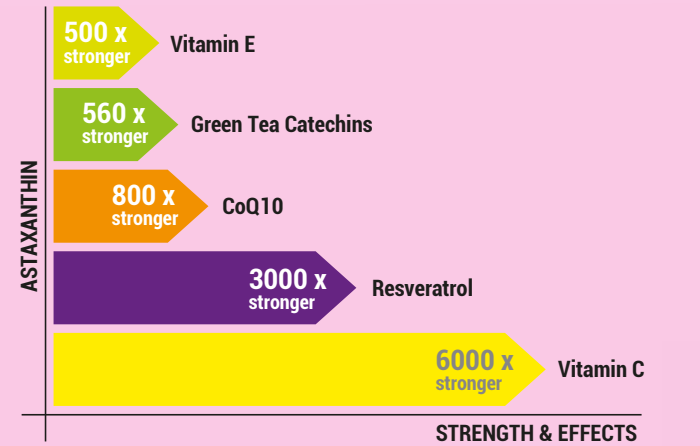 500 x
stronger
Vitamin E
560 x
stronger
Green Tea Catechins
800 x
stronger
CoQ10
ASTAXANTHIN
3000 x
stronger
Resveratrol
6000 x
stronger
Vitamin C
STRENGTH & EFFECTS